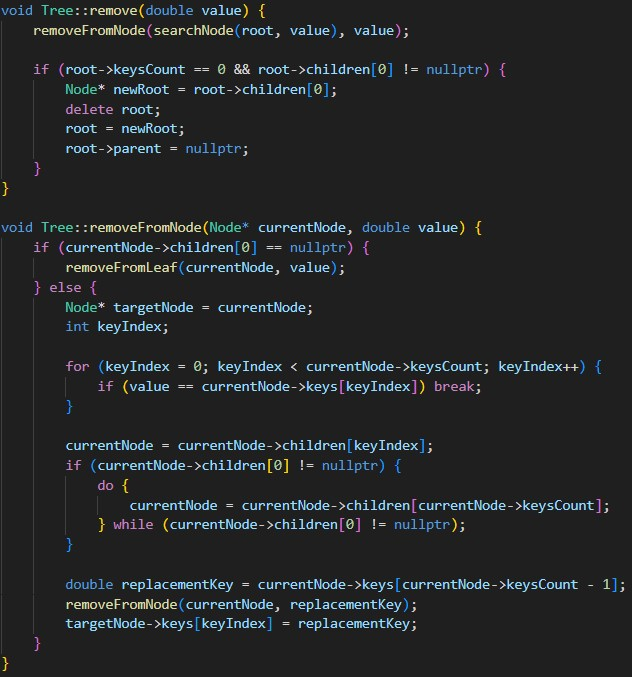 void Tree::remove(double value) {
    removeFromNode(searchNode(root, value), value);

    if (root->keysCount == 0 && root->children[0] != nullptr) {
        Node* newRoot = root->children[0];
        delete root;
        root = newRoot;
        root->parent = nullptr;
    }
}

void Tree::removeFromNode(Node* currentNode, double value) {
    if (currentNode->children[0] == nullptr) {
        removeFromLeaf(currentNode, value);
    } else {
        Node* targetNode = currentNode;
        int keyIndex;

        for (keyIndex = 0; keyIndex < currentNode->keysCount; keyIndex++) {
            if (value == currentNode->keys[keyIndex]) break;
        }

        currentNode = currentNode->children[keyIndex];
        if (currentNode->children[0] != nullptr) {
            do {
                currentNode = currentNode->children[currentNode->keysCount];
            } while (currentNode->children[0] != nullptr);
        }

        double replacementKey = currentNode->keys[currentNode->keysCount - 1];
        removeFromNode(currentNode, replacementKey);
        targetNode->keys[keyIndex] = replacementKey;
    }
}